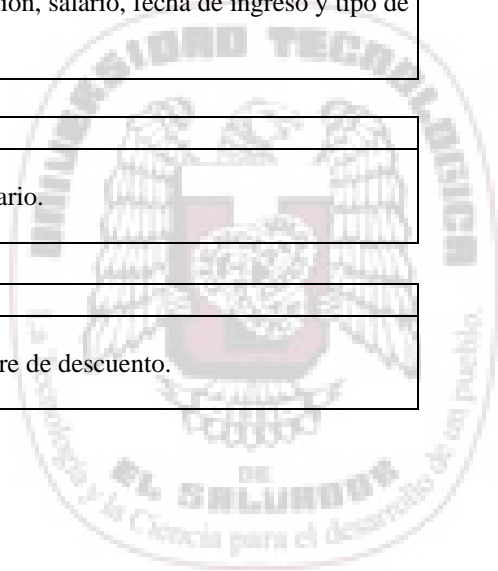 ión, salario, fecha de ingreso y tipo de
ario.
re de descuento.
UNIVERSIDAD TECNOLOGICA
DE
EL SALVADOR
La tecnología y la Ciencia para el desarrollo de un pueblo.